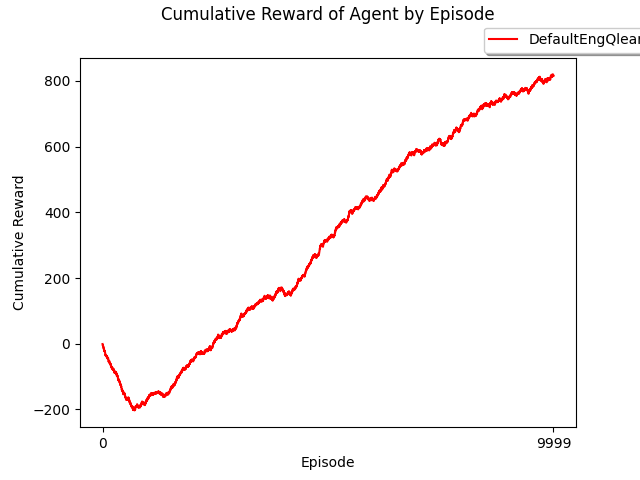 Cumulative Reward of Agent by Episode
DefaultEngQlear
800
600
400
200
0
−200
Cumulative Reward
0
9999
Episode